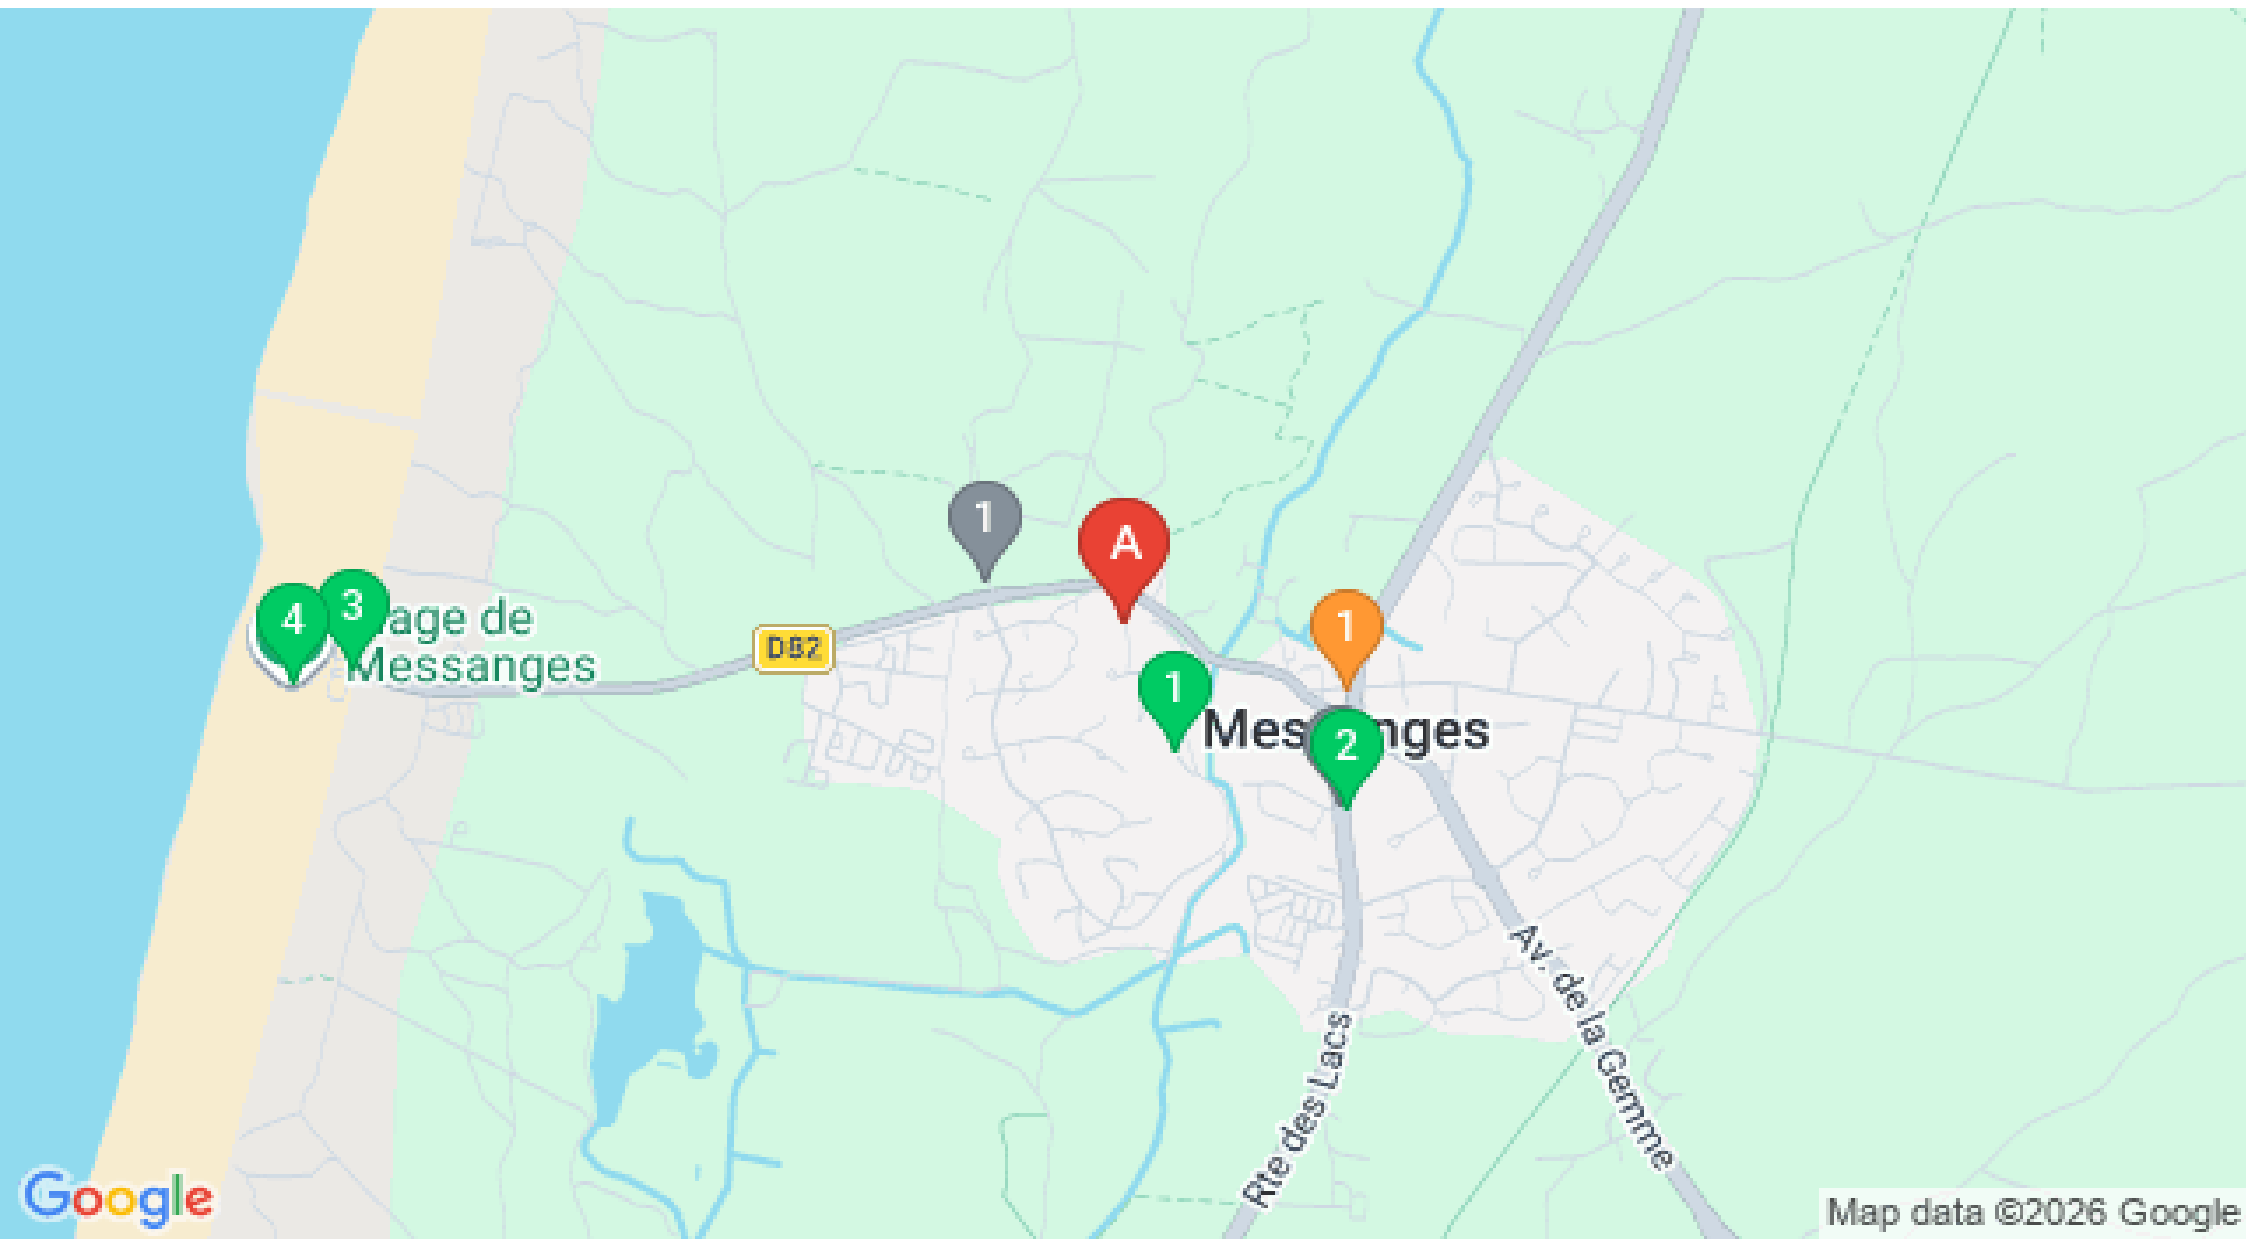 1
A
4
3
age de
Messanges
D82
1
1
Mes
nges
2
Av. de la Gemme
Rte des Lacs
Google
Map data ©2026 Google